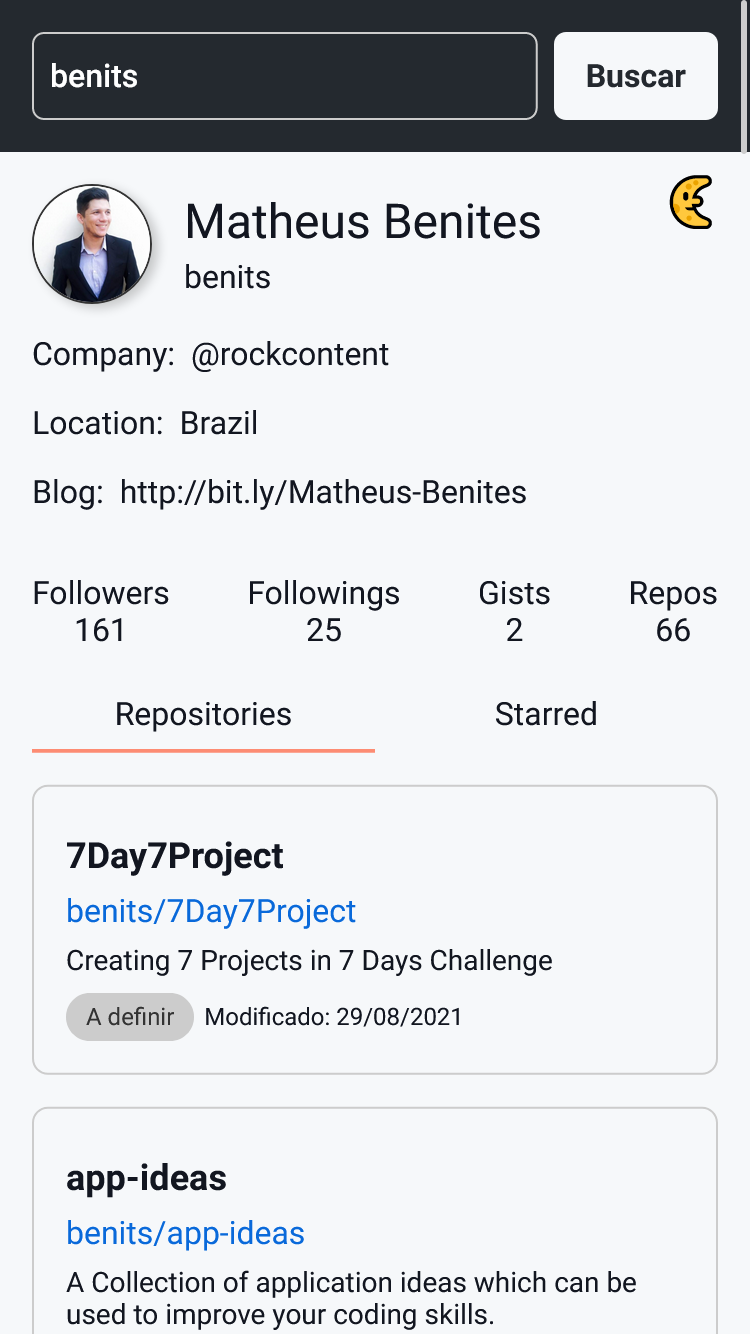 benits
Buscar
Matheus Benites
benits
Company: @rockcontent
Location: Brazil
Blog: http://bit.ly/Matheus-Benites
Followers Followings Gists Repos
161 25 2 66
Repositories Starred
7Day7Project
benits/7Day7Project
Creating 7 Projects in 7 Days Challenge
A definir Modificado: 29/08/2021
app-ideas
benits/app-ideas
A Collection of application ideas which can be
used to improve your coding skills.